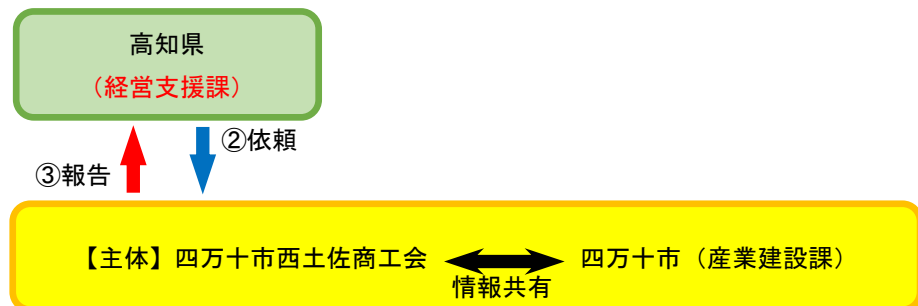 高知県
（経営支援課）
②依頼
③報告
【主体】四万十市西土佐商工会
四万十市（産業建設課）
情報共有